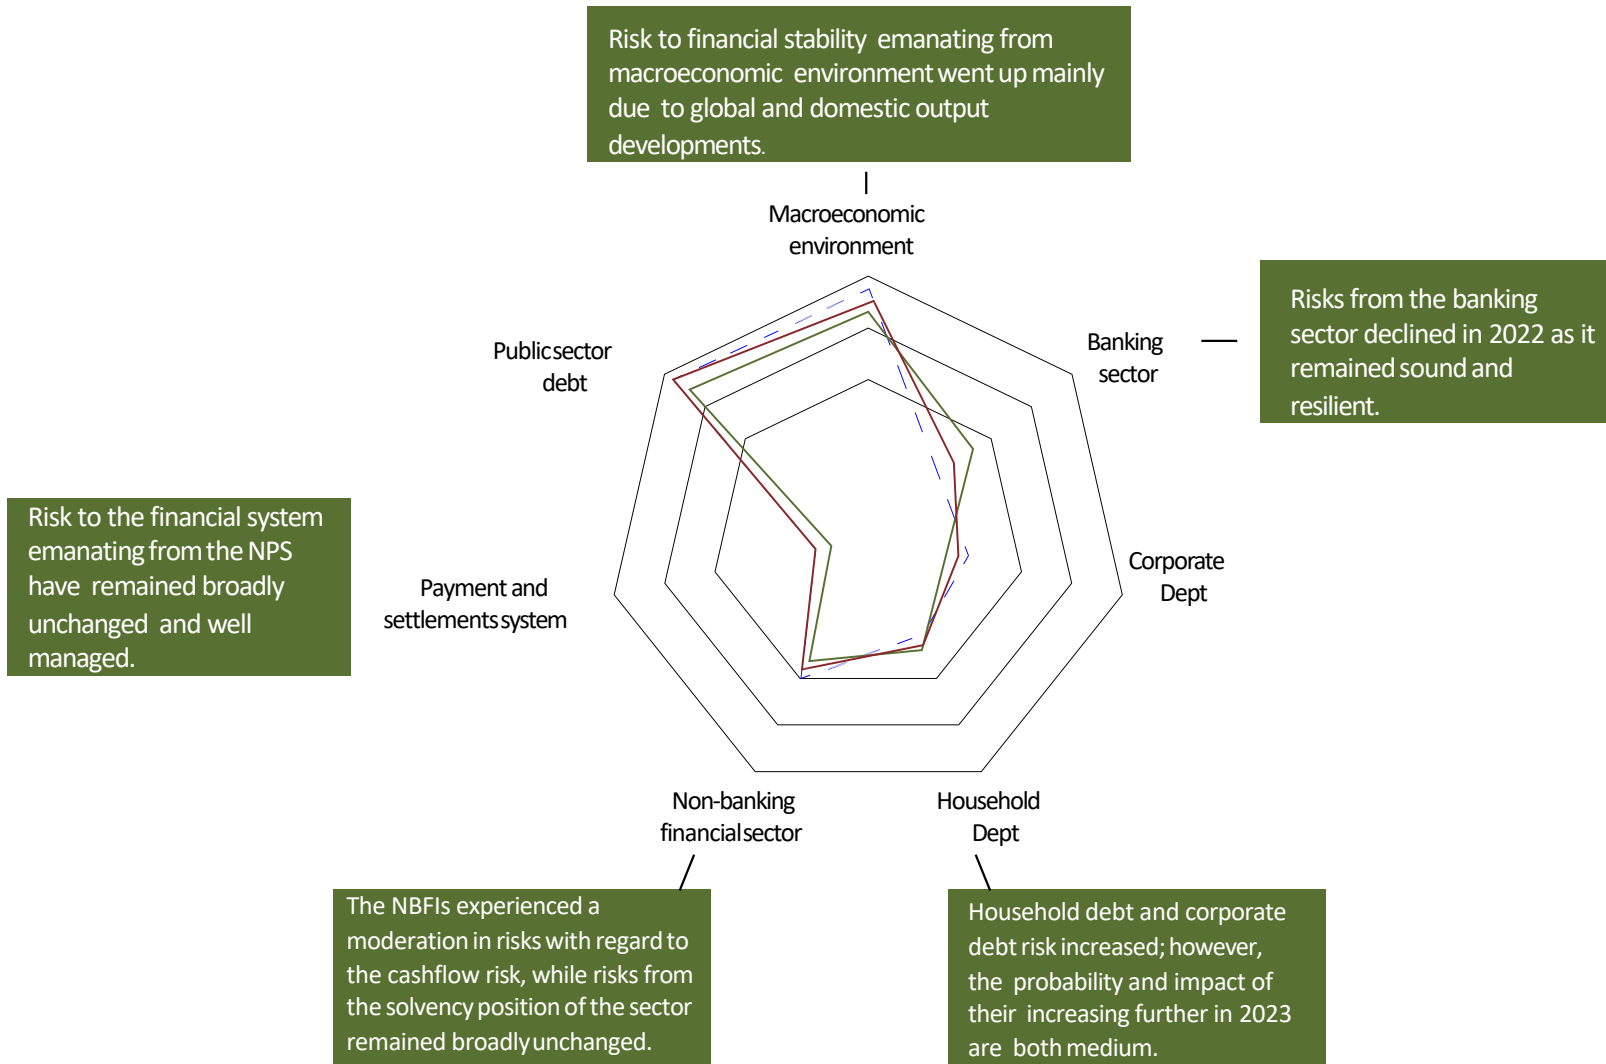 Risk to financial stability emanating from
macroeconomic environment went up mainly
due to global and domestic output
developments.
Macroeconomic
environment
Risks from the banking
sector declined in 2022 as it
remained sound and
resilient.
Banking
sector
Public sector
debt
Risk to the financial system
emanating from the NPS
have remained broadly
unchanged and well
managed.
Payment and
settlements system
Corporate
Dept
Non-banking
financial sector
Household
Dept
The NBFIs experienced a
moderation in risks with regard to
the cashflow risk, while risks from
the solvency position of the sector
remained broadly unchanged.
Household debt and corporate
debt risk increased; however,
the probability and impact of
their increasing further in 2023
are both medium.